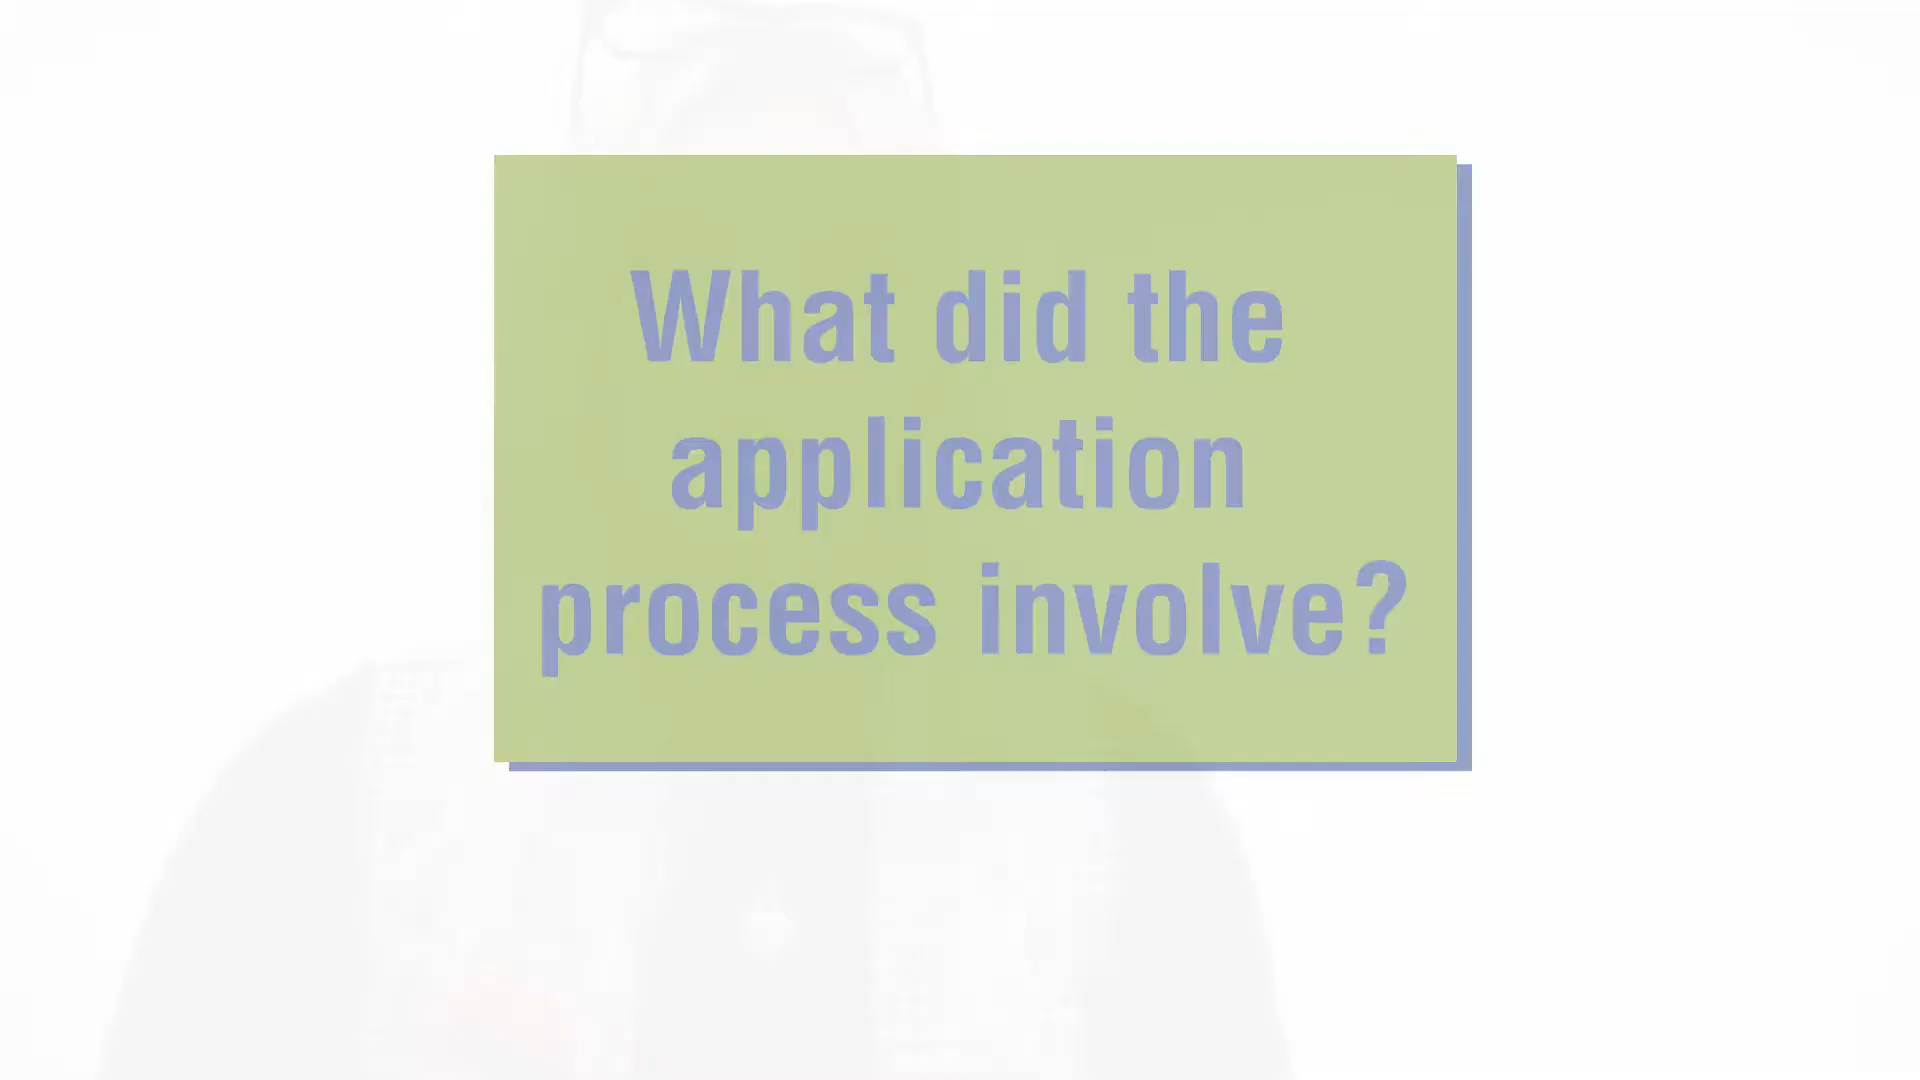 What did the
application
process involve?